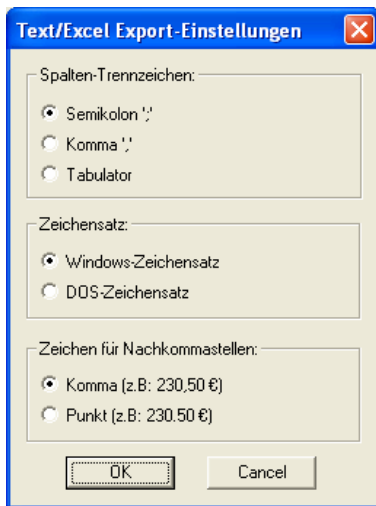 Text/Excel Export-Einstellungen
Spalten-Trennzeichen:
Semikolon ';'
Komma ','
Tabulator
Zeichensatz:
Windows-Zeichensatz
DOS-Zeichensatz
Zeichen für Nachkommastellen:
Komma (z.B: 230,50 €)
Punkt (z.B: 230.50 €)
OK
Cancel